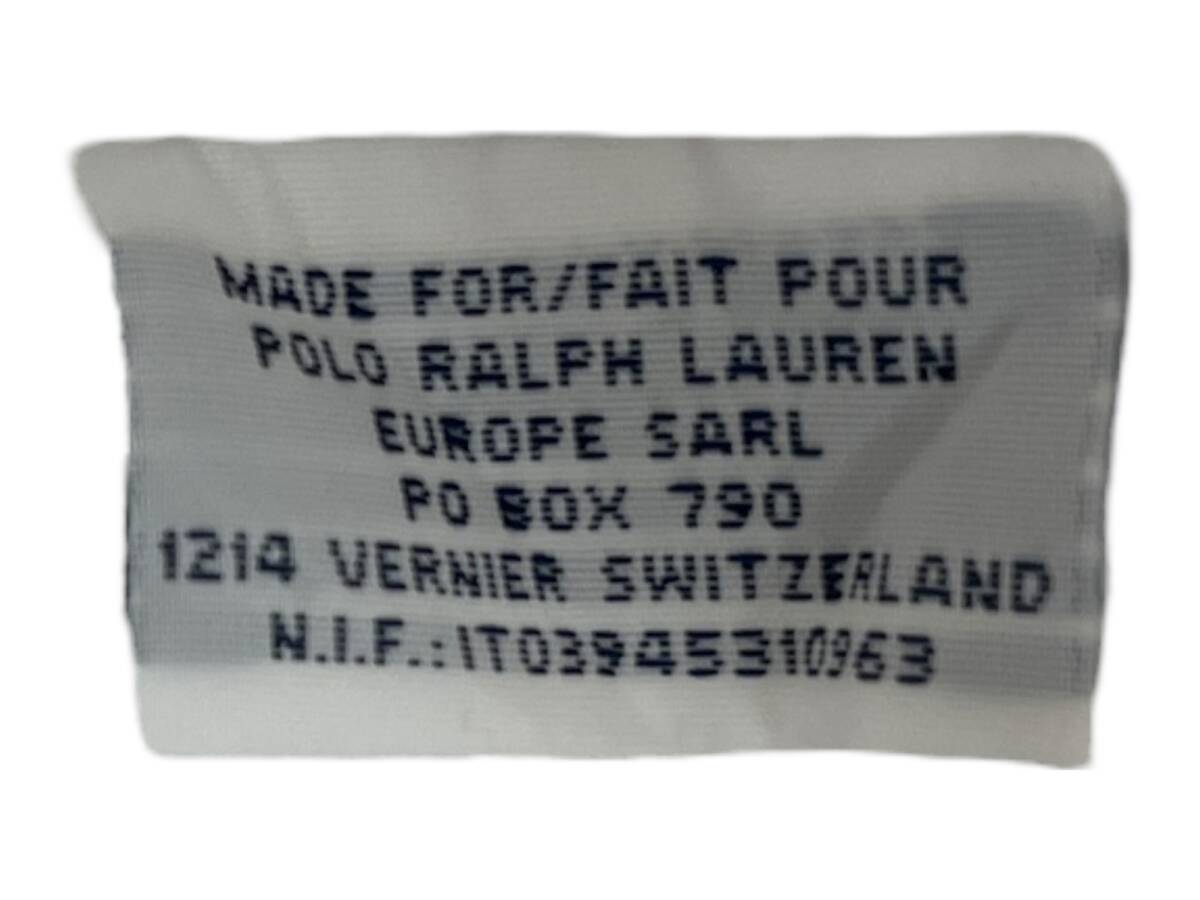 MADE FOR/FAIT POUR
POLO RALPH LAUREN
EUROPE SARL
PO BOX 790
1214 VERNIER SWITZERLAND
N.I.F.:IT03945310963